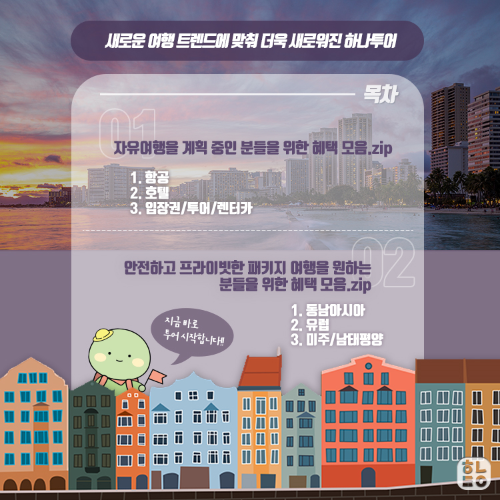 새로운 여행 트렌드에 맞춰 더욱 새로워진 하나투어
목차
01
자유여행을 계획 중인 분들을 위한 혜택 모음.zip
1. 항공
2. 호텔
3. 입장권/투어/렌터카
02
안전하고 프라이빗한 패키지 여행을 원하는
분들을 위한 혜택 모음.zip
1. 동남아시아
2. 유럽
3. 미주/남태평양
지금 바로
투어 시작합니다!!